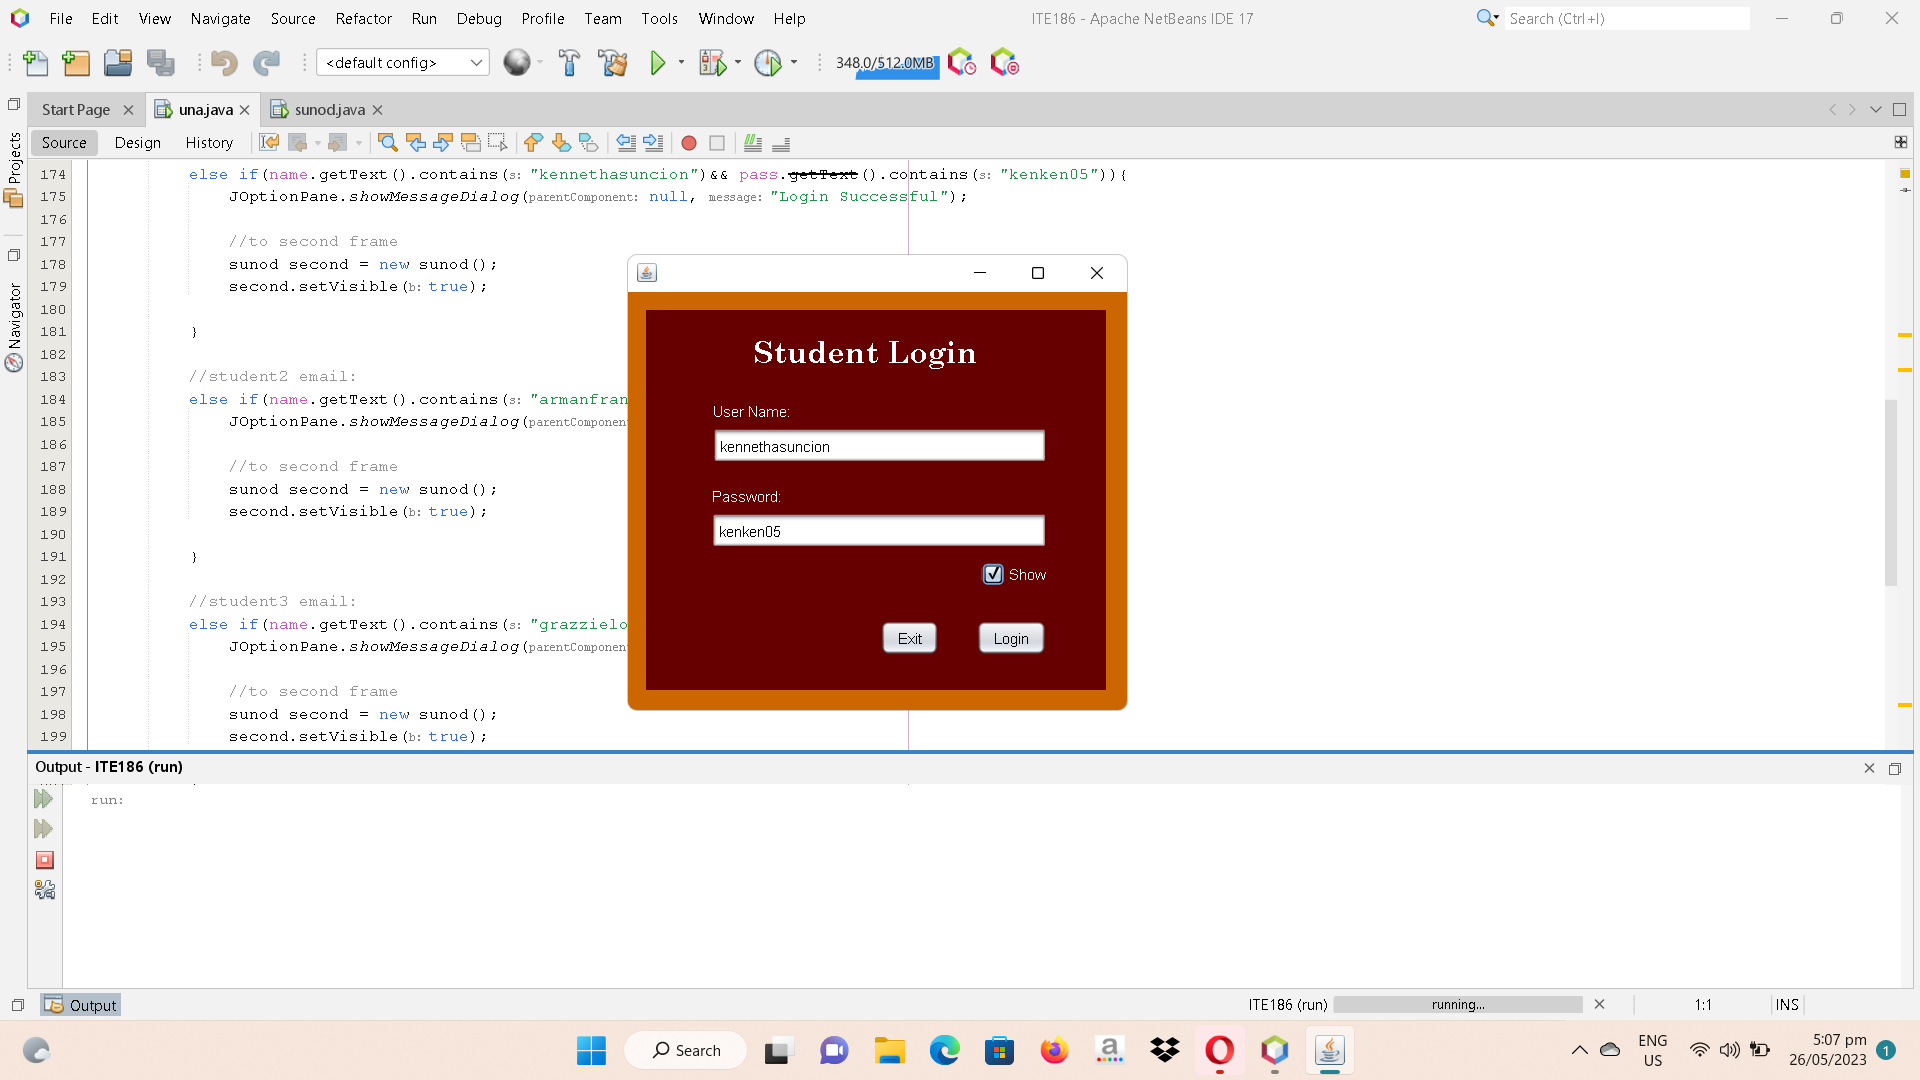 File Edit View Navigate Source Refactor Run Debug Profile Team Tools Window Help
ITE186 - Apache NetBeans IDE 17
Search (Ctrl+I)
<default config>
348.0/512.0MB
Start Page
una.java
sunod.java
Source Design History
Projects
Navigator
174 else if(name.getText().contains(s: "kennethasuncion")&& pass.getText().contains(s: "kenken05")){
175 JOptionPane.showMessageDialog(parentComponent: null, message: "Login Successful");
176
177 //to second frame
178 sunod second = new sunod();
179 second.setVisible(b: true);
180
181 }
182
183 //student2 email:
184 else if(name.getText().contains(s: "armanfran
185 JOptionPane.showMessageDialog(parentComponen
186
187 //to second frame
188 sunod second = new sunod();
189 second.setVisible(b: true);
190
191 }
192
193 //student3 email:
194 else if(name.getText().contains(s: "grazzielo
195 JOptionPane.showMessageDialog(parentComponen
196
197 //to second frame
198 sunod second = new sunod();
199 second.setVisible(b: true);
Student Login
User Name:
kennethasuncion
Password:
kenken05
Show
Exit Login
Output - ITE186 (run)
run:
Output
ITE186 (run) running... 1:1 INS
Search
ENG
US
5:07 pm
26/05/2023
1